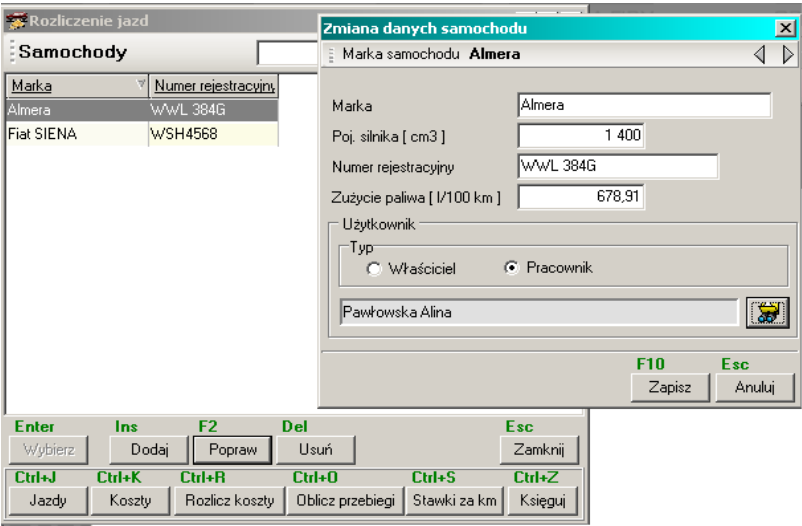 Rozliczenie jazd
Samochody
Marka Numer rejestracyjny
Almera WWL 384G
Fiat SIENA WSH4568
Zmiana danych samochodu
Marka samochodu Almera
Marka Almera
Poj. silnika [ cm3 ] 1 400
Numer rejestracyjny WWL 384G
Zużycie paliwa [ l/100 km ] 678,91
Użytkownik
Typ
Właściciel Pracownik
Pawłowska Alina
F10 Esc
Zapisz Anuluj
Enter Ins F2 Del Esc
Wybierz Dodaj Popraw Usuń Zamknij
Ctrl+J Ctrl+K Ctrl+R Ctrl+O Ctrl+S Ctrl+Z
Jazdy Koszty Rozlicz koszty Oblicz przebiegi Stawki za km Księguj